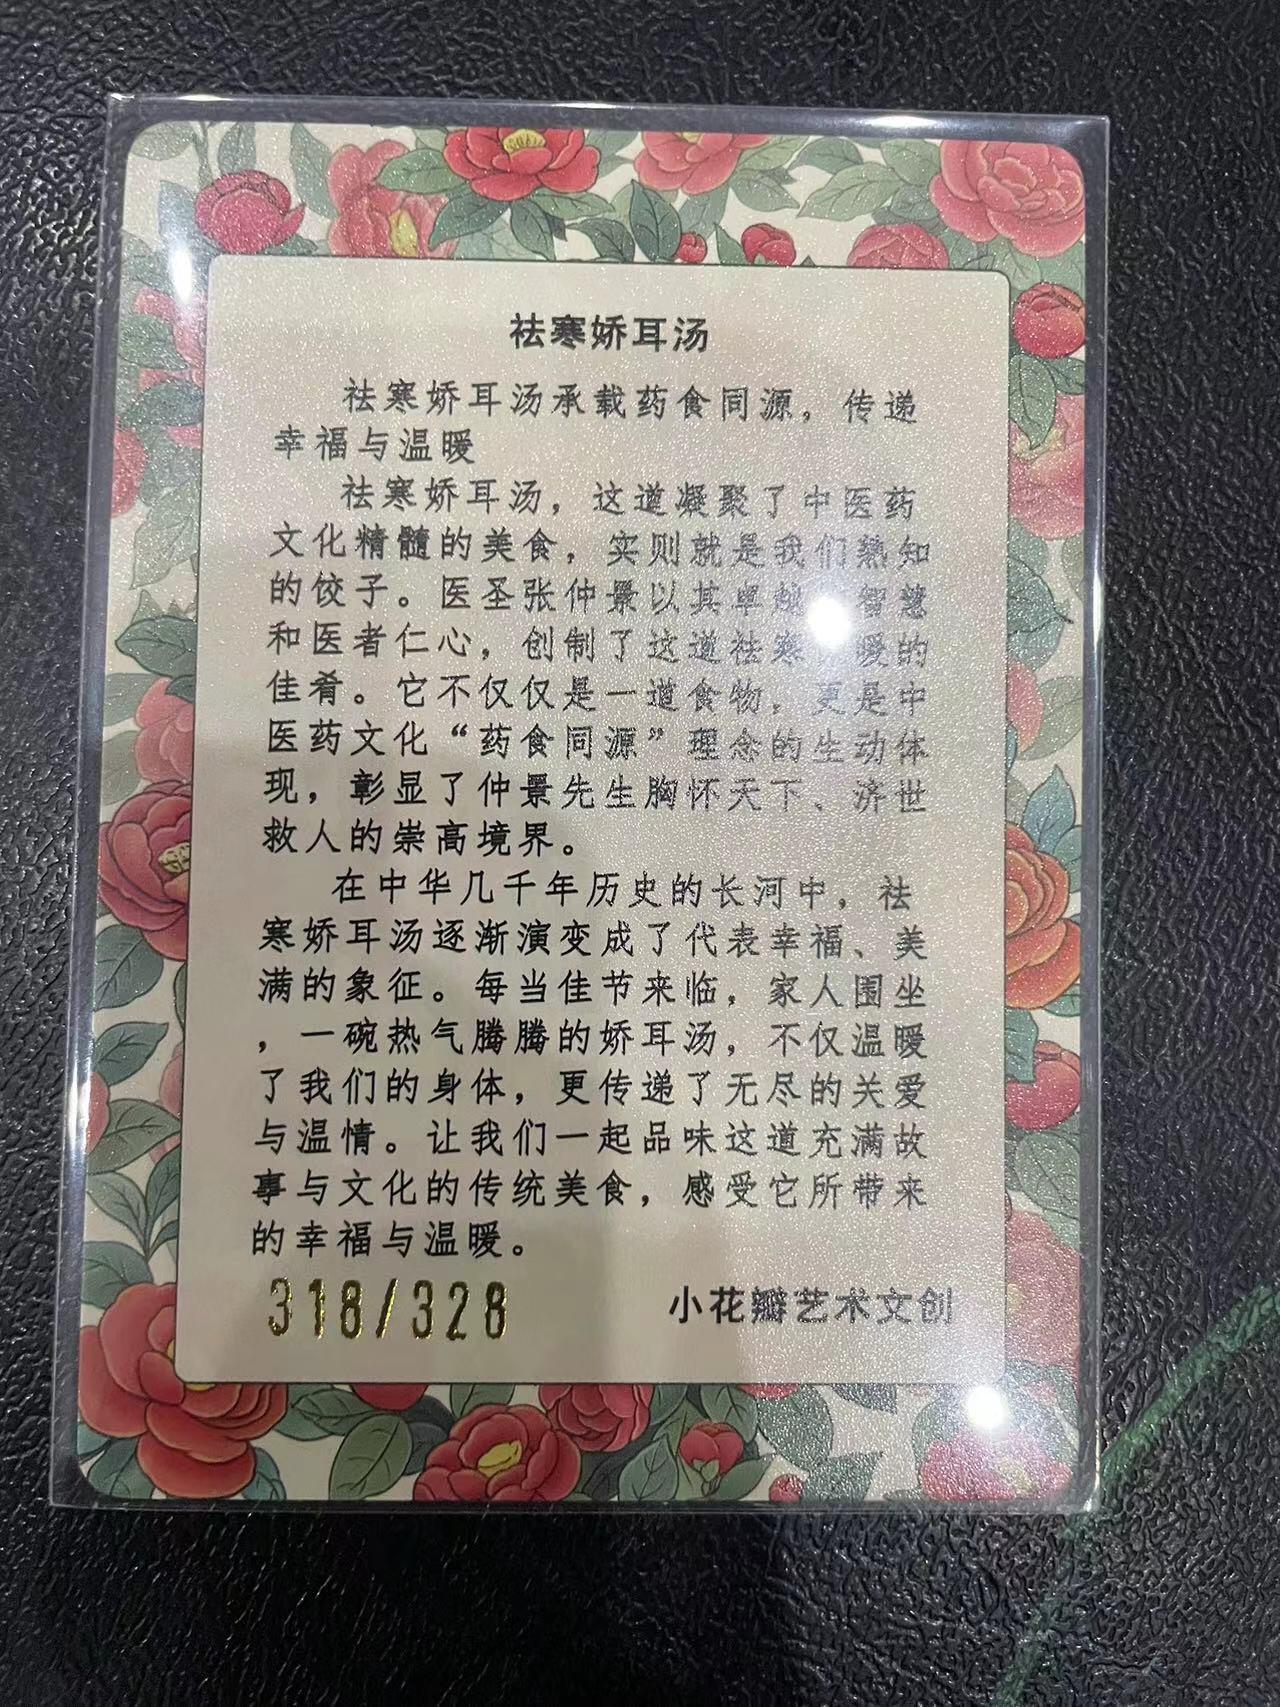 祛寒娇耳汤
祛寒娇耳汤承载药食同源，传递
幸福与温暖
祛寒娇耳汤，这道凝聚了中医药
文化精髓的美食，实则就是我们熟知
的饺子。医圣张仲景以其卓越 智慧
和医者仁心，创制了这道祛寒 暖的
佳肴。它不仅仅是一道食物，更是中
医药文化“药食同源”理念的生动体
现，彰显了仲景先生胸怀天下、济世
救人的崇高境界。
在中华几千年历史的长河中，祛
寒娇耳汤逐渐演变成了代表幸福、美
满的象征。每当佳节来临，家人围坐
，一碗热气腾腾的娇耳汤，不仅温暖
了我们的身体，更传递了无尽的关爱
与温情。让我们一起品味这道充满故
事与文化的传统美食，感受它所带来
的幸福与温暖。
318/328 小花瓣艺术文创